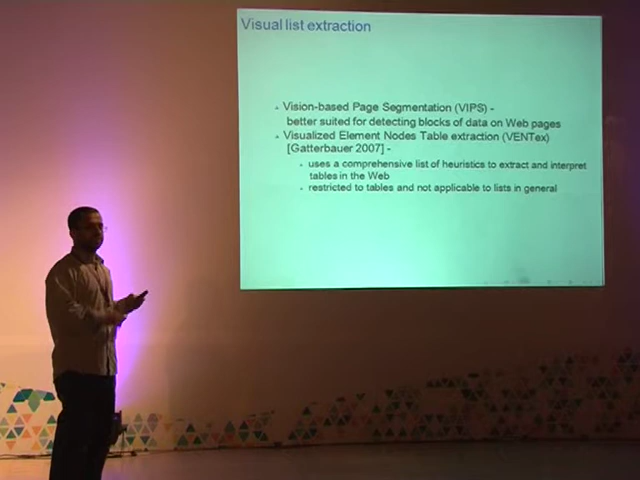 Visual list extraction
Vision-based Page Segmentation (VIPS) -
better suited for detecting blocks of data on Web pages
Visualized Element Nodes Table extraction (VENTex)
[Gatterbauer 2007] -
uses a comprehensive list of heuristics to extract and interpret
tables in the Web
restricted to tables and not applicable to lists in general